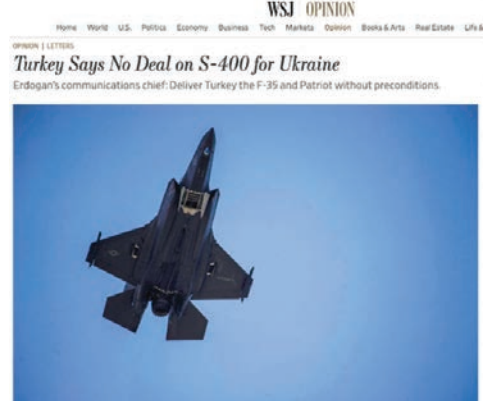 WSJ OPINION
Home World U.S. Politics Economy Business Tech Markets Opinion Books & Arts Real Estate Life &
OPINION | LETTERS
Turkey Says No Deal on S-400 for Ukraine
Erdogan's communications chief: Deliver Turkey the F-35 and Patriot without preconditions.